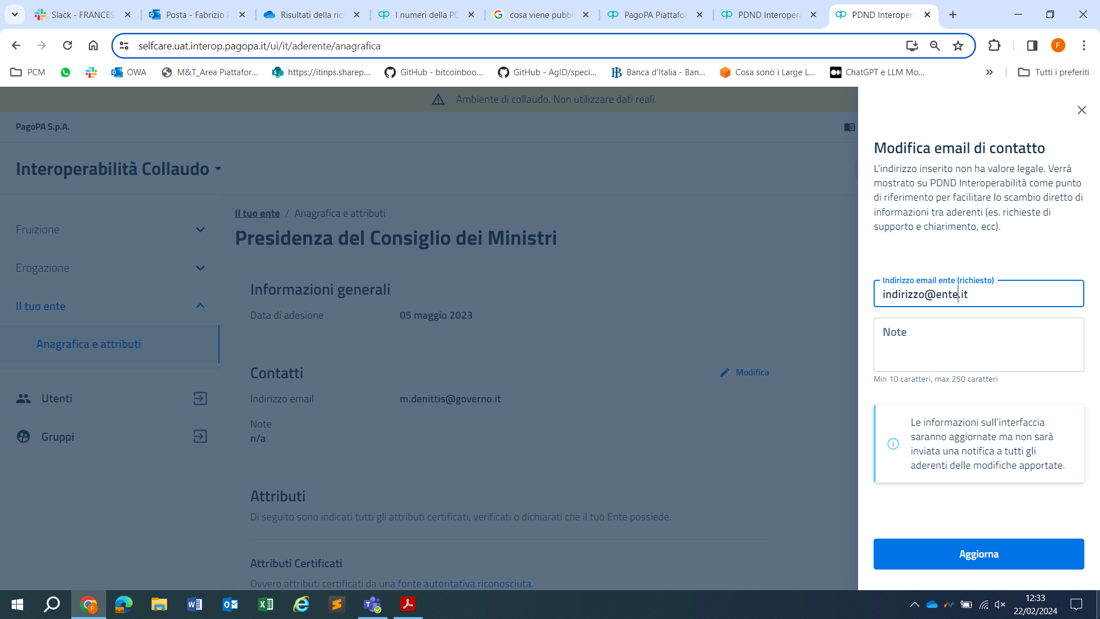 Slack - FRANCES
Posta - Fabrizio F
Risultati della rio
I numeri della PD
cosa viene pubbl
PagoPA Piattafor
PDND Interopera
PDND Interopera
selfcare.uat.interop.pagopa.it/ui/it/aderente/anagrafica
F
PCM
OWA
M&T_Area Piattafor...
https://itinps.sharep...
GitHub - bitcoinboo...
GitHub - AgID/speci...
Banca d'Italia - Ban...
Cosa sono i Large L...
ChatGPT e LLM Mo...
»
Tutti i preferiti
Ambiente di collaudo. Non utilizzare dati reali.
PagoPA S.p.A.
Interoperabilità Collaudo
Fruizione
Erogazione
Il tuo ente
Anagrafica e attributi
Utenti
Gruppi
Il tuo ente / Anagrafica e attributi
Presidenza del Consiglio dei Ministri
Informazioni generali
Data di adesione 05 maggio 2023
Contatti
Modifica
Indirizzo email m.denittis@governo.it
Note
n/a
Attributi
Di seguito sono indicati tutti gli attributi certificati, verificati o dichiarati che il tuo Ente possiede.
Attributi Certificati
Ovvero attributi certificati da una fonte autoritativa riconosciuta.
Modifica email di contatto
L'indirizzo inserito non ha valore legale. Verrà
mostrato su PDND Interoperabilità come punto
di riferimento per facilitare lo scambio diretto di
informazioni tra aderenti (es. richieste di
supporto e chiarimento, ecc).
Indirizzo email ente (richiesto)
indirizzo@ente.it
Note
Min 10 caratteri, max 250 caratteri
Le informazioni sull'interfaccia
saranno aggiornate ma non sarà
inviata una notifica a tutti gli
aderenti delle modifiche apportate.
Aggiorna
12:33
22/02/2024